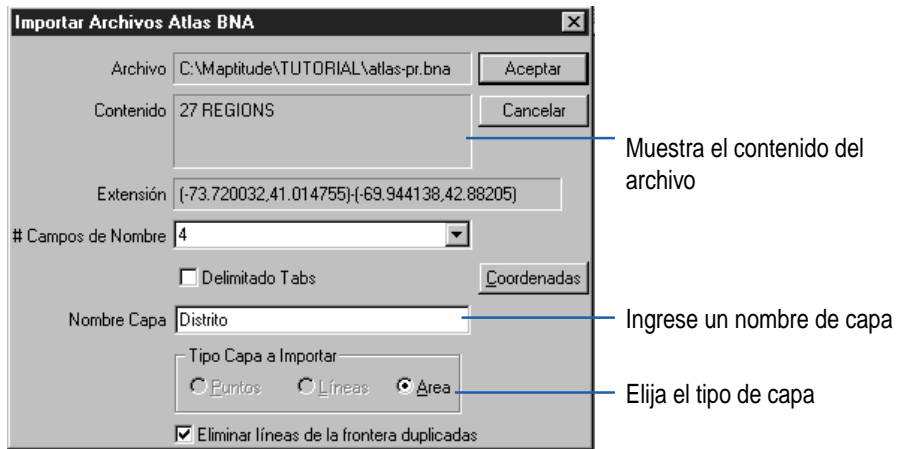 Importar Archivos Atlas BNA
Archivo C:\Maptitude\TUTORIAL\atlas-pr.bna Aceptar
Contenido 27 REGIONS Cancelar
Muestra el contenido del
archivo
Extensión (-73.720032,41.014755)-(-69.944138,42.88205)
# Campos de Nombre 4
Delimitado Tabs Coordenadas
Nombre Capa Distrito Ingrese un nombre de capa
Tipo Capa a Importar
Puntos Líneas Area Elija el tipo de capa
Eliminar líneas de la frontera duplicadas